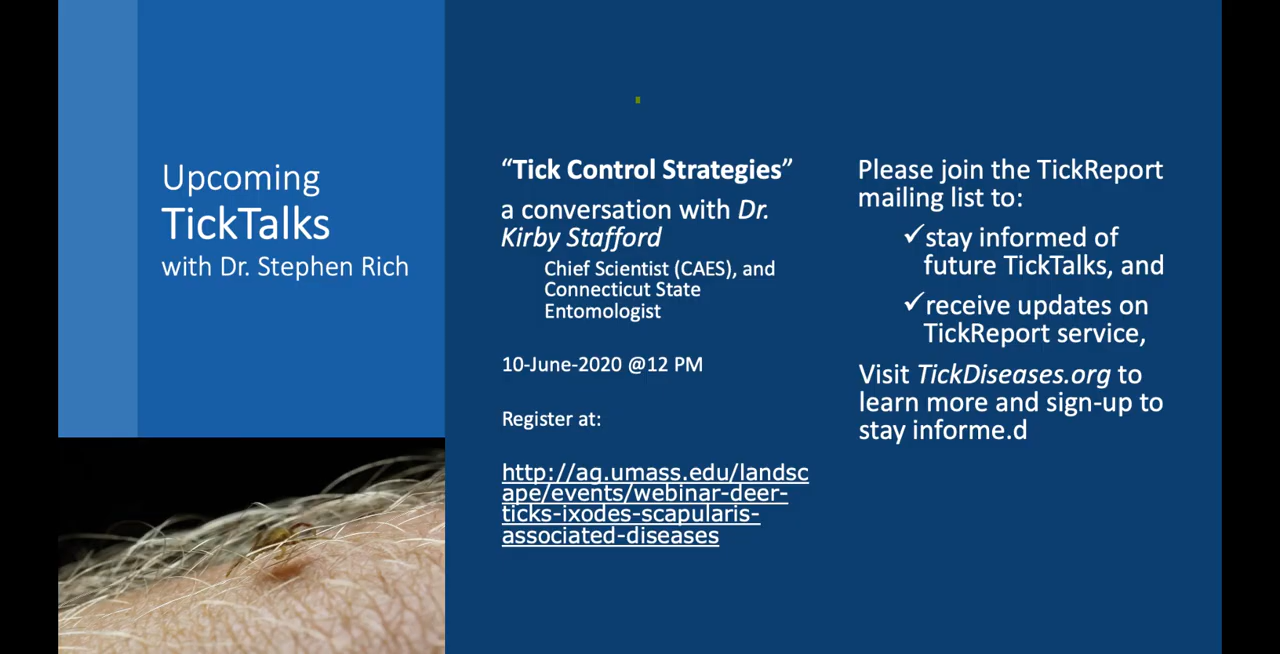 Upcoming
TickTalks
with Dr. Stephen Rich
“Tick Control Strategies”
a conversation with Dr.
Kirby Stafford
Chief Scientist (CAES), and
Connecticut State
Entomologist
10-June-2020 @12 PM
Register at:
http://ag.umass.edu/landsc
ape/events/webinar-deer-
ticks-ixodes-scapularis-
associated-diseases
Please join the TickReport
mailing list to:
✓stay informed of
future TickTalks, and
✓receive updates on
TickReport service,
Visit TickDiseases.org to
learn more and sign-up to
stay informe.d